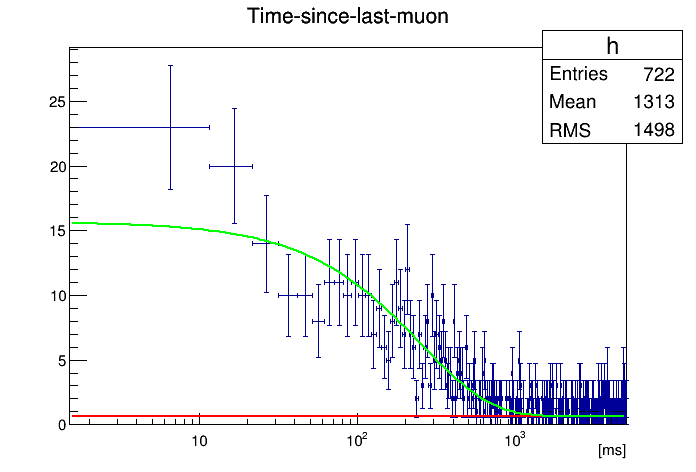 Time-since-last-muon
h
Entries 722
Mean 1313
RMS 1498
25
20
15
10
5
0
10 10² 10³
[ms]